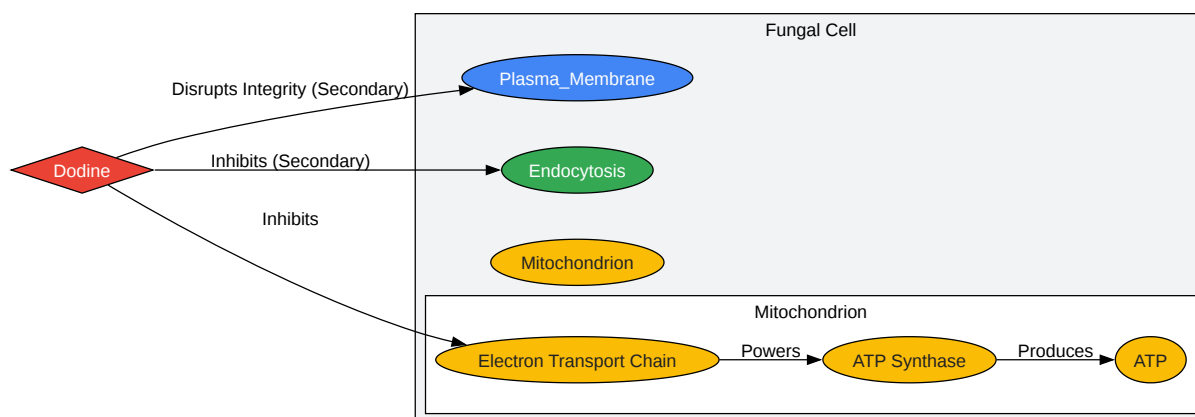 Fungal Cell
Plasma_Membrane
Disrupts Integrity (Secondary)
Dodine
Inhibits (Secondary)
Endocytosis
Inhibits
Mitochondrion
Mitochondrion
Electron Transport Chain
Powers
ATP Synthase
Produces
ATP